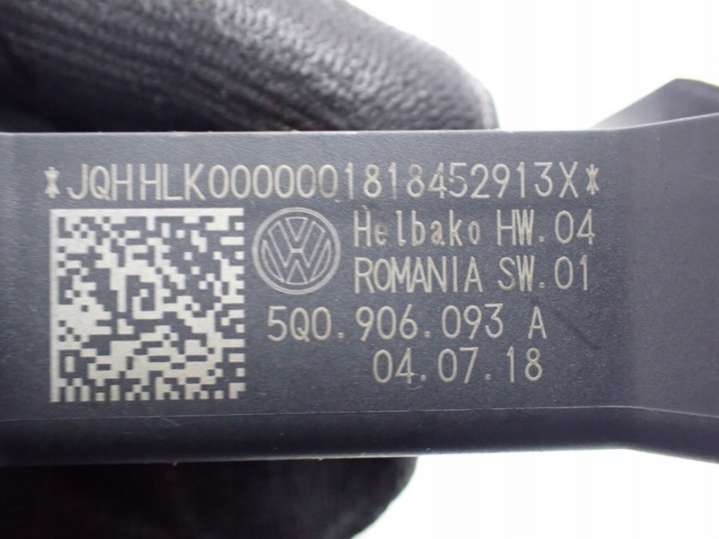 *JQHHLK0000001818452913X*
Helbako HW.04
ROMANIA SW.01
5Q0.906.093 A
04.07.18